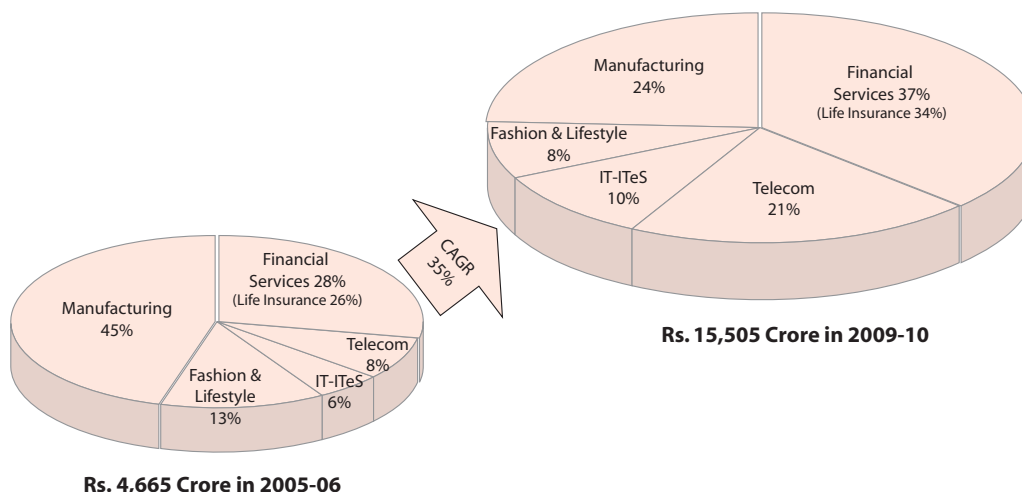 Manufacturing
24%
Financial
Services 37%
(Life Insurance 34%)
Fashion & Lifestyle
8%
IT-ITeS
10%
Telecom
21%
CAGR
35%
Rs. 15,505 Crore in 2009-10
Financial
Services 28%
(Life Insurance 26%)
Manufacturing
45%
Telecom
8%
IT-ITeS
6%
Fashion &
Lifestyle
13%
Rs. 4,665 Crore in 2005-06